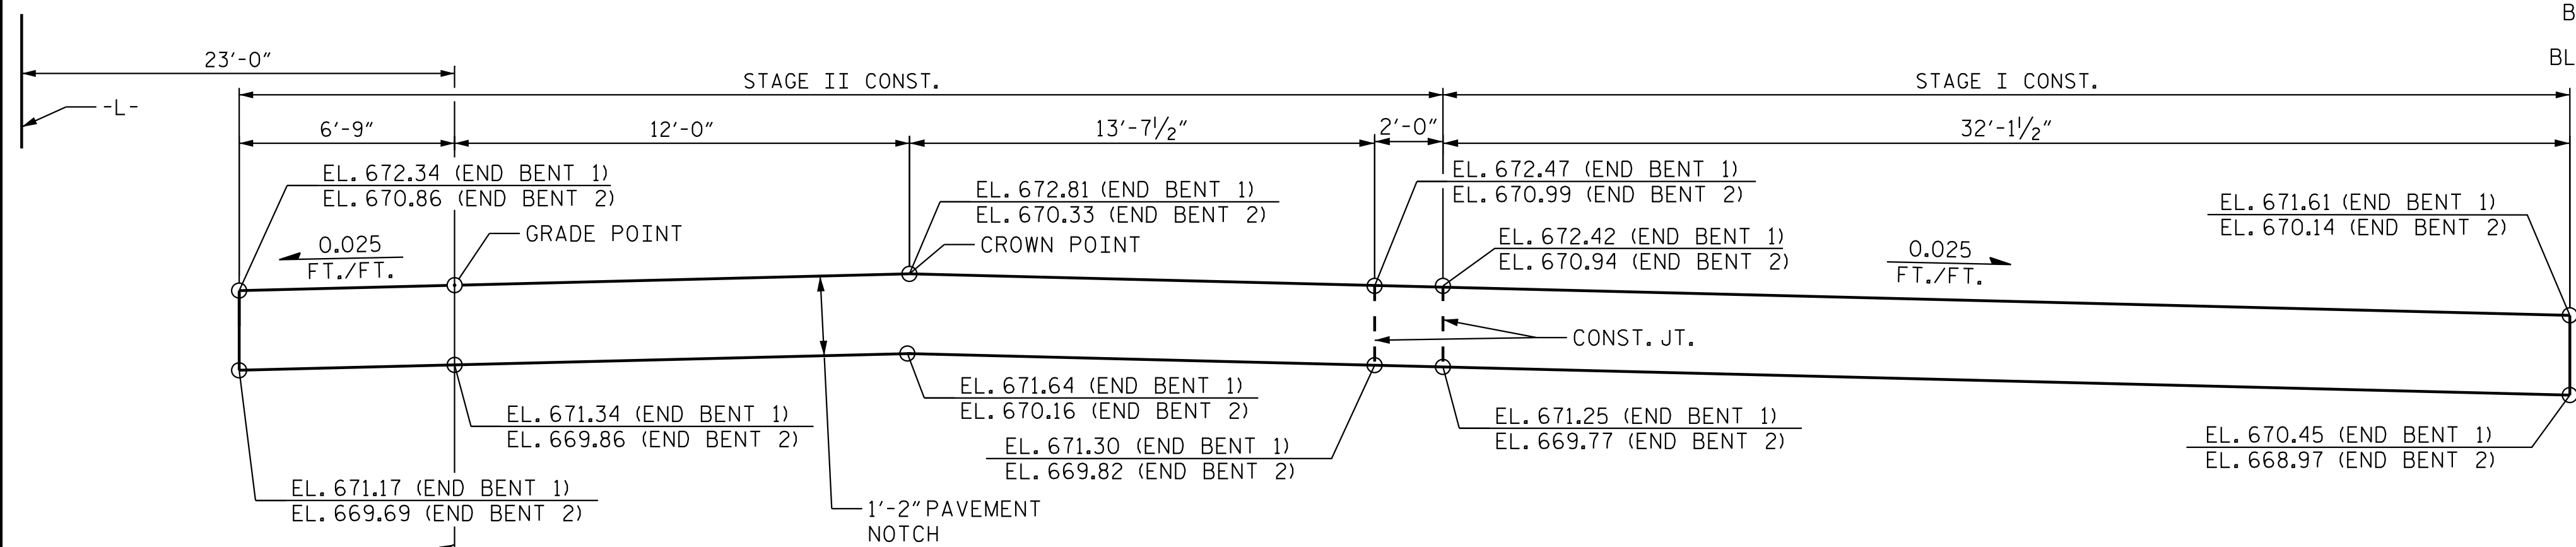 B
BL
23'-0"
STAGE II CONST.
STAGE I CONST.
-L-
6'-9"
12'-0"
13'-7½"
2'-0"
32'-1½"
EL. 672.34 (END BENT 1)
EL. 670.86 (END BENT 2)
EL. 672.81 (END BENT 1)
EL. 670.33 (END BENT 2)
EL. 672.47 (END BENT 1)
EL. 670.99 (END BENT 2)
EL. 671.61 (END BENT 1)
EL. 670.14 (END BENT 2)
0.025
FT./FT.
GRADE POINT
CROWN POINT
EL. 672.42 (END BENT 1)
EL. 670.94 (END BENT 2)
0.025
FT./FT.
CONST. JT.
EL. 671.34 (END BENT 1)
EL. 669.86 (END BENT 2)
EL. 671.64 (END BENT 1)
EL. 670.16 (END BENT 2)
EL. 671.30 (END BENT 1)
EL. 669.82 (END BENT 2)
EL. 671.25 (END BENT 1)
EL. 669.77 (END BENT 2)
EL. 670.45 (END BENT 1)
EL. 668.97 (END BENT 2)
EL. 671.17 (END BENT 1)
EL. 669.69 (END BENT 2)
1'-2" PAVEMENT
NOTCH